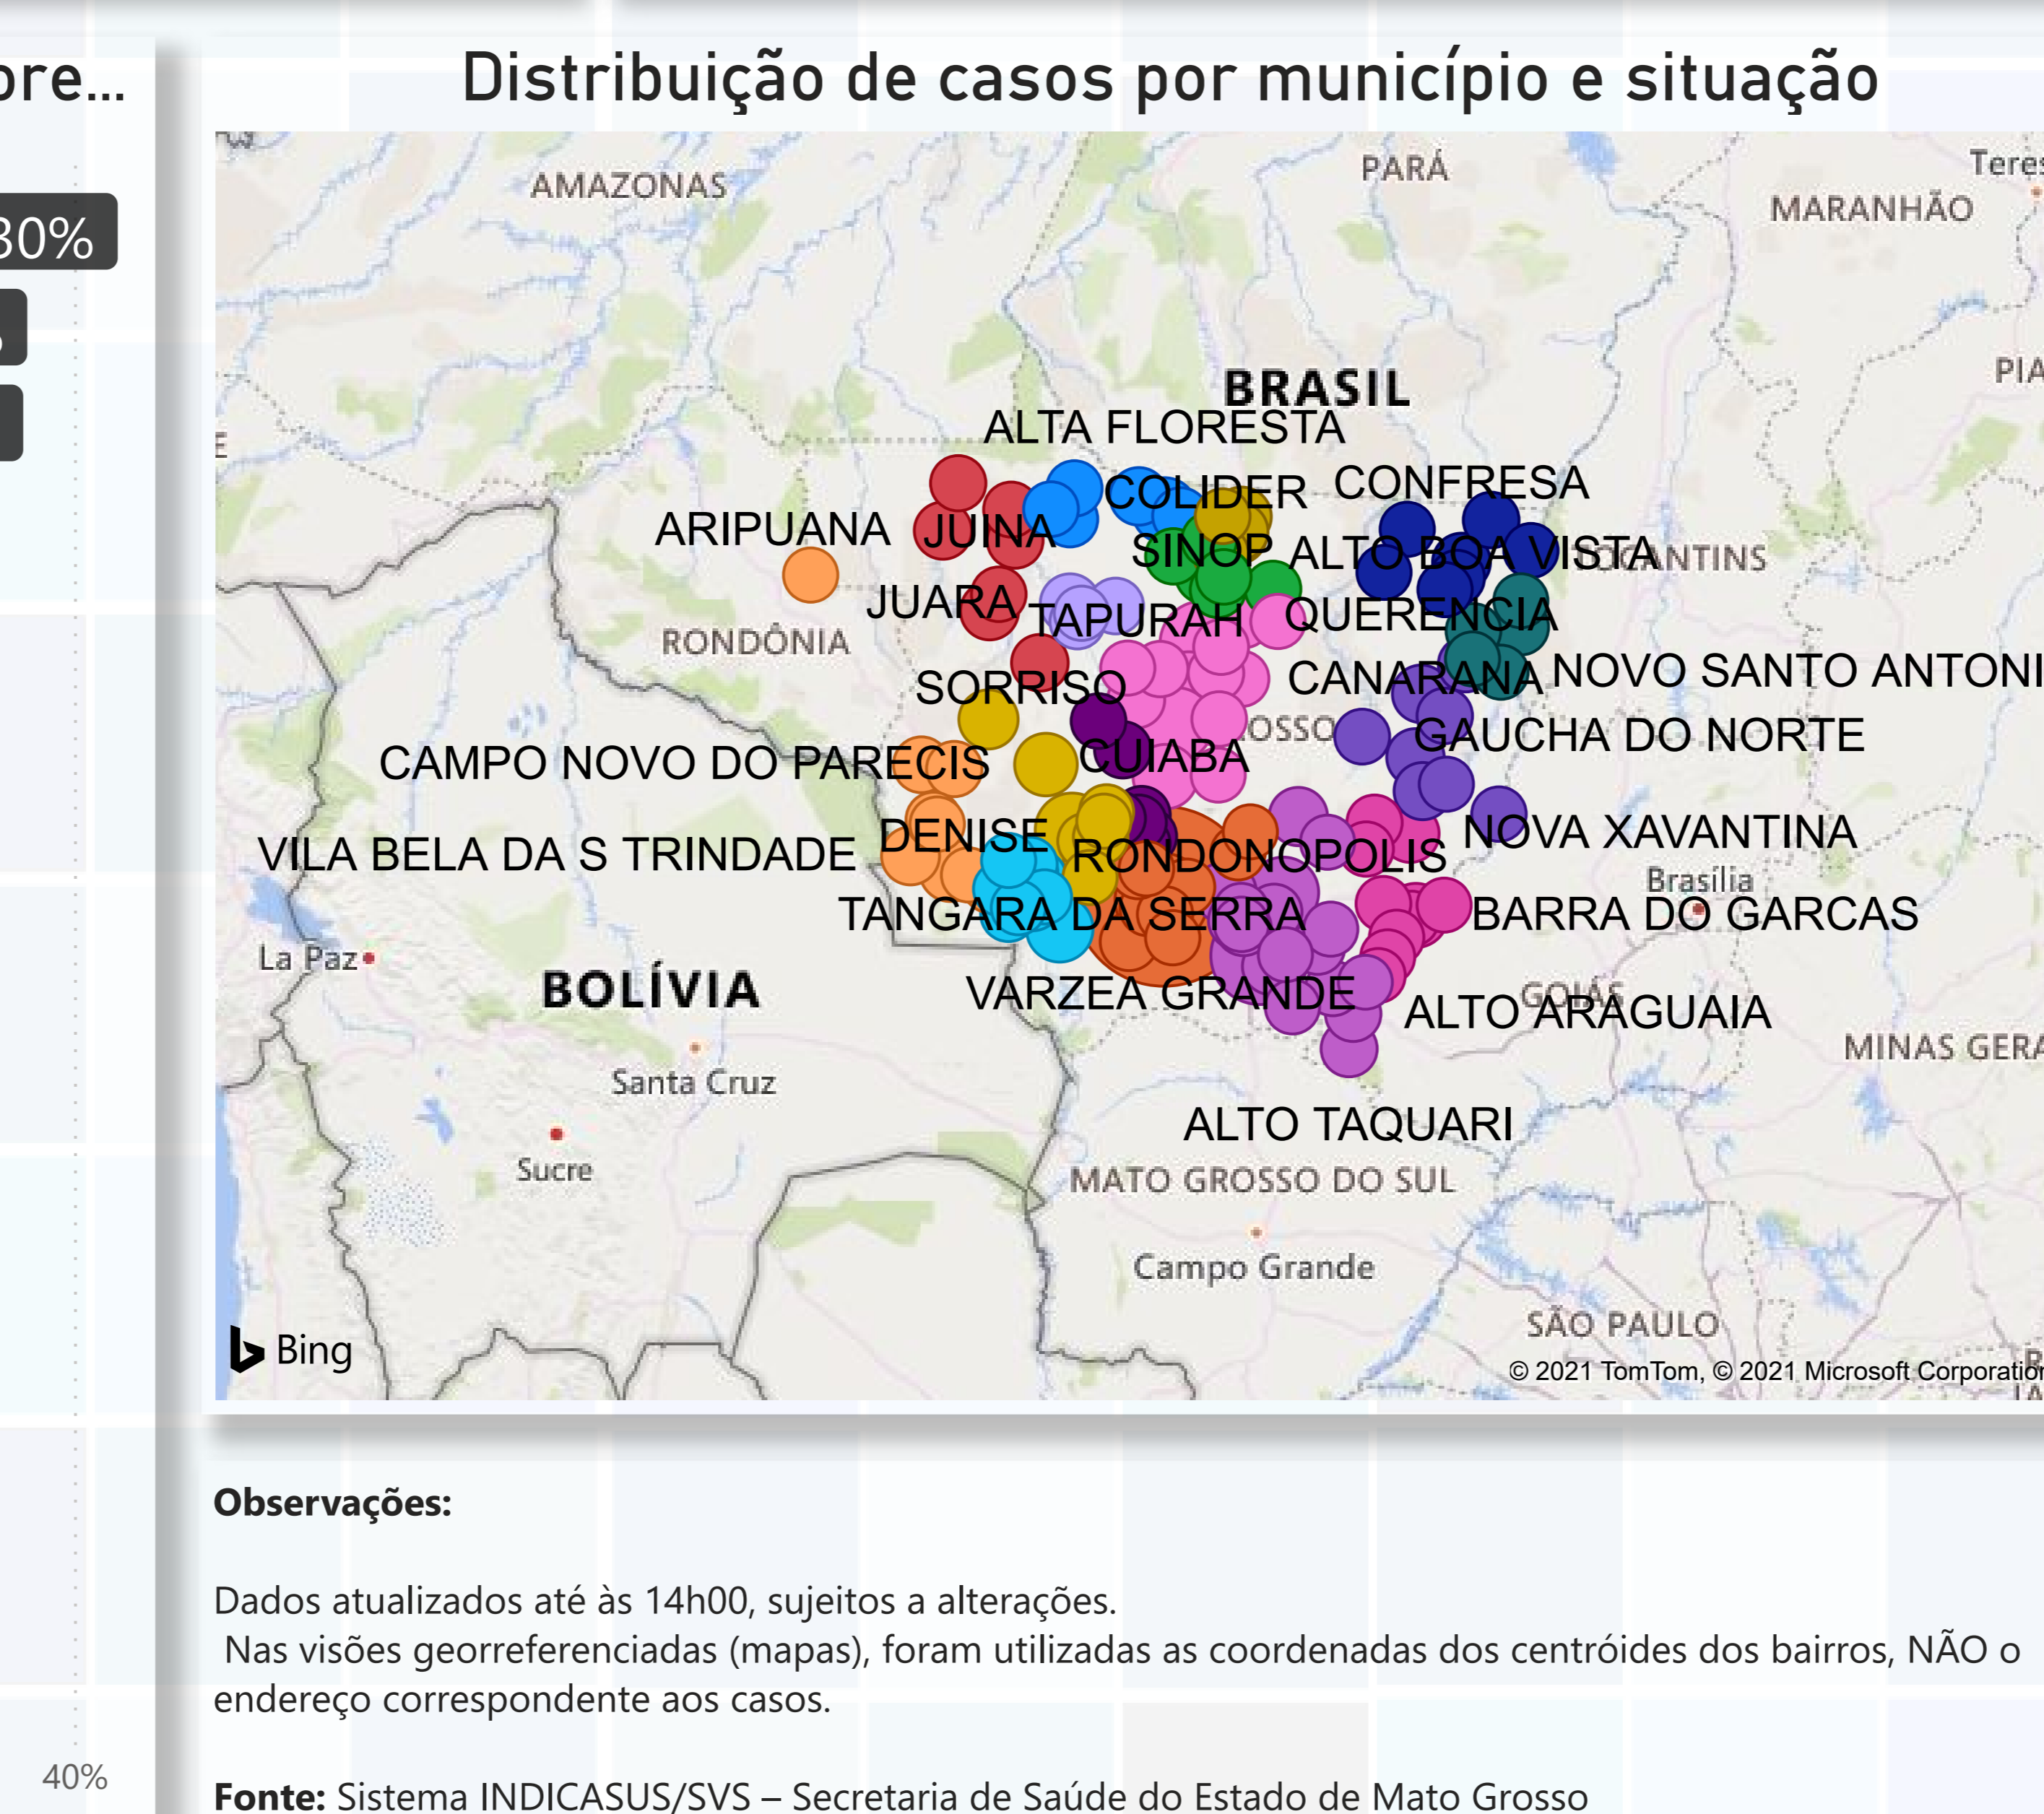 ore...
30%
%
40%
Distribuição de casos por município e situação
AMAZONAS
PARÁ
MARANHÃO
BRASIL
ALTA FLORESTA
COLIDER
CONFRESA
ARIPUANA
JUINA
SINOP
ALTO BOA VISTA
TOCANTINS
JUARA
TAPURAH
QUERENCIA
RONDÔNIA
SORRISO
CANARANA
NOVO SANTO ANTONI
OSSO
GAUCHA DO NORTE
CAMPO NOVO DO PARECIS
CUIABA
DENISE
NOVA XAVANTINA
VILA BELA DA S TRINDADE
RONDONOPOLIS
Brasília
TANGARA DA SERRA
BARRA DO GARCAS
La Paz
BOLÍVIA
VARZEA GRANDE
GOIÁS
ALTO ARAGUAIA
MINAS GERA
Santa Cruz
ALTO TAQUARI
Sucre
MATO GROSSO DO SUL
Campo Grande
SÃO PAULO
Bing
© 2021 TomTom, © 2021 Microsoft Corporation
Observações:
Dados atualizados até às 14h00, sujeitos a alterações.
Nas visões georreferenciadas (mapas), foram utilizadas as coordenadas dos centróides dos bairros, NÃO o
endereço correspondente aos casos.
Fonte: Sistema INDICASUS/SVS – Secretaria de Saúde do Estado de Mato Grosso